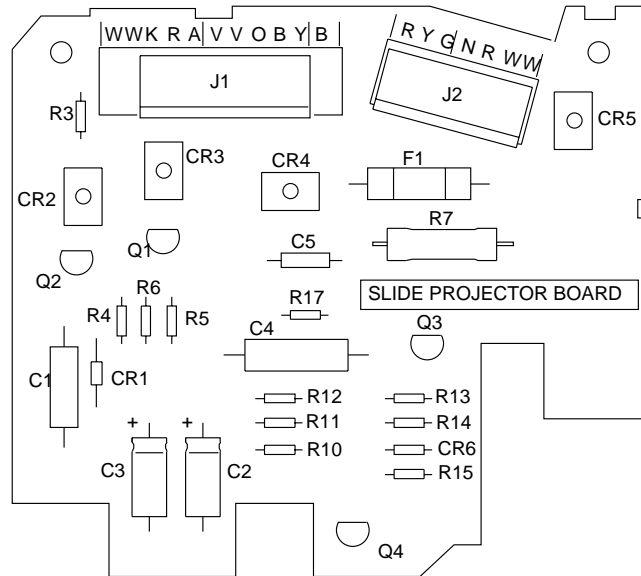 WWK R A V V O B Y B
R Y G N R WW
J1
J2
R3
CR5
CR3
CR4
F1
CR2
R7
Q1
C5
Q2
SLIDE PROJECTOR BOARD
R6
R4
R5
R17
Q3
C4
C1
CR1
R12
R13
R11
R14
+
+
R10
CR6
C3
C2
R15
Q4